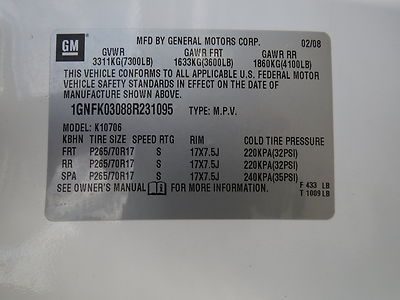 GM
MFD BY GENERAL MOTORS CORP. 02/08
GVWR GAWR FRT GAWR RR
3311KG(7300LB) 1633KG(3600LB) 1860KG(4100LB)
THIS VEHICLE CONFORMS TO ALL APPLICABLE U.S. FEDERAL MOTOR
VEHICLE SAFETY STANDARDS IN EFFECT ON THE DATE OF
MANUFACTURE SHOWN ABOVE.
1GNFK03088R231095 TYPE: M.P.V.
MODEL: K10706
KBHN TIRE SIZE SPEED RTG RIM COLD TIRE PRESSURE
FRT P265/70R17 S 17X7.5J 220KPA(32PSI)
RR P265/70R17 S 17X7.5J 220KPA(32PSI)
SPA P265/70R17 S 17X7.5J 240KPA(35PSI)
SEE OWNER'S MANUAL FOR MORE INFORMATION. F 433 LB
T 1009 LB